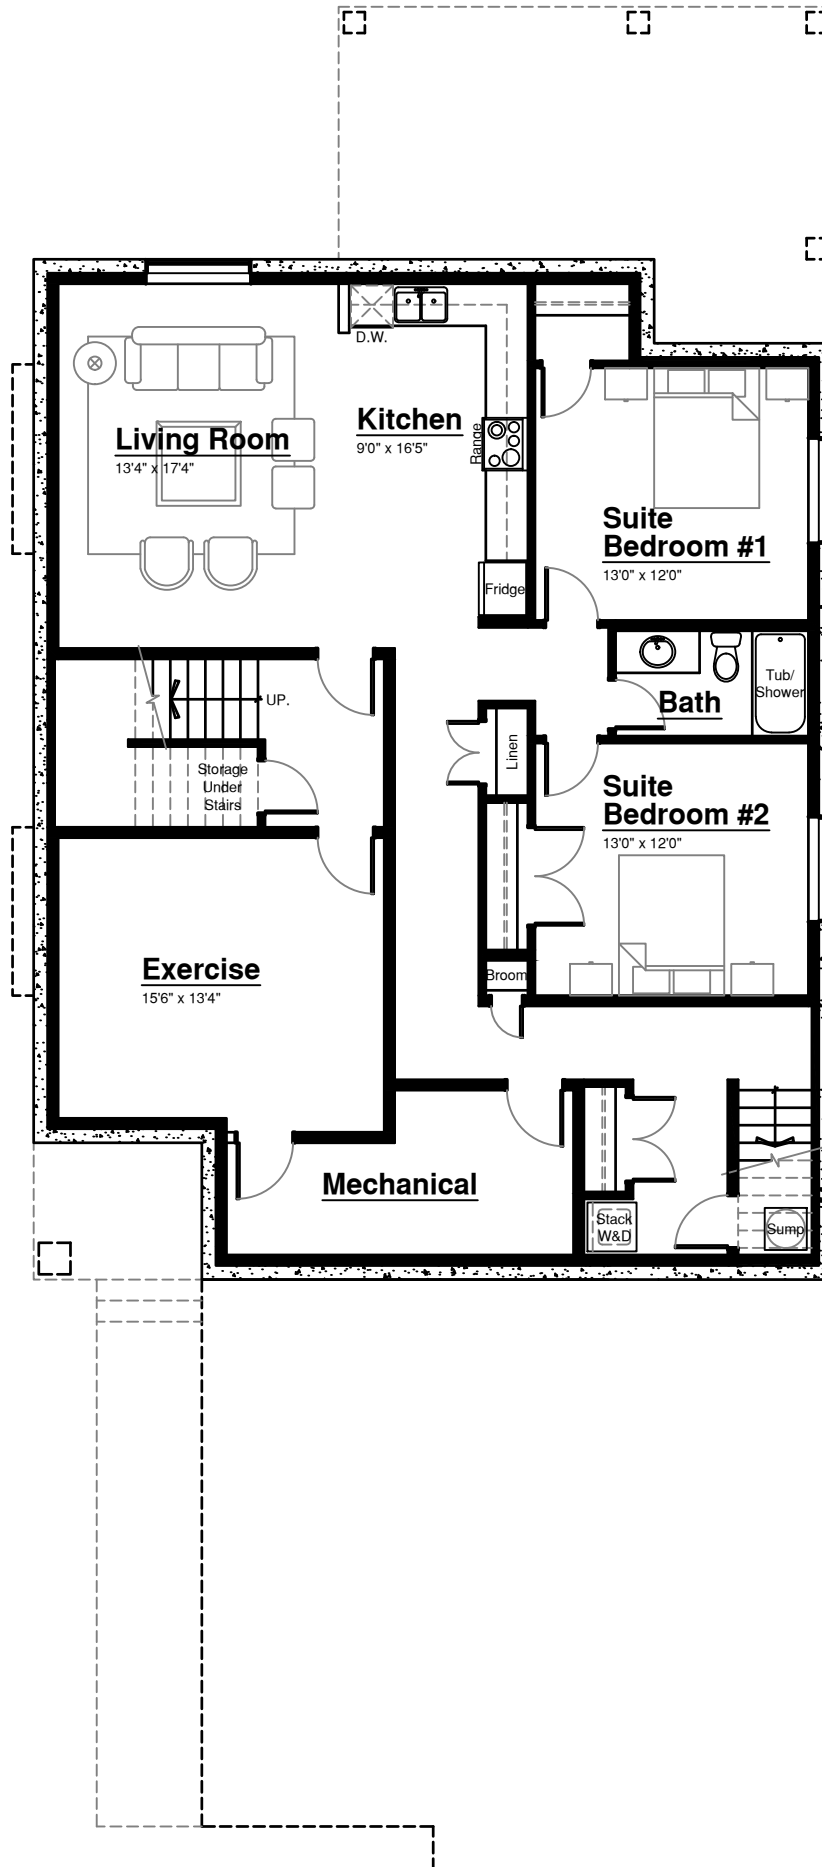 D.W.
Kitchen
9'0" x 16'5"
Living Room
13'4" x 17'4"
Range
Fridge
Suite
Bedroom #1
13'0" x 12'0"
UP.
Storage
Under
Stairs
Tub/
Shower
Bath
Linen
Suite
Bedroom #2
13'0" x 12'0"
Exercise
15'6" x 13'4"
Broom
Mechanical
Stack
W&D
Sump